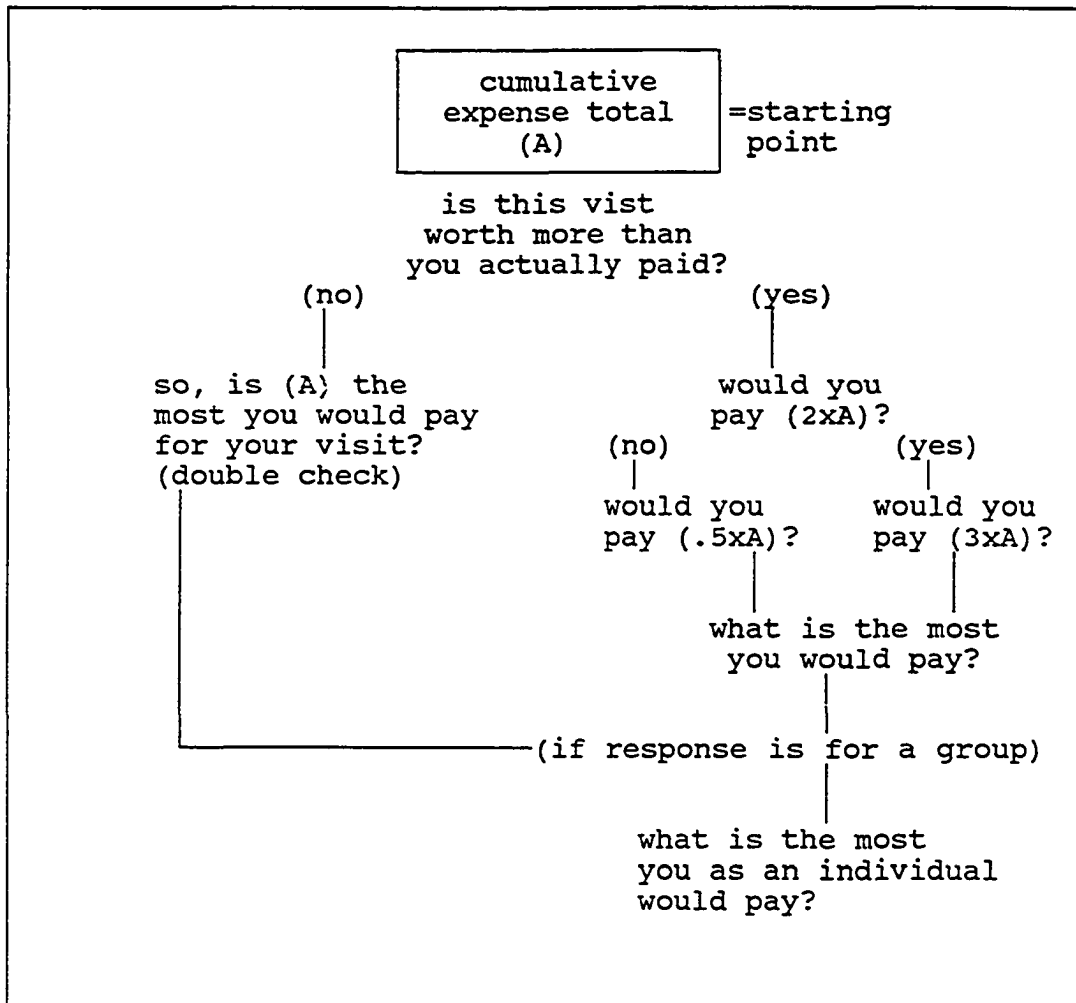 cumulative
expense total
(A)
=starting
point
is this vist
worth more than
you actually paid?
(no)
(yes)
so, is (A) the
most you would pay
for your visit?
(double check)
would you
pay (2xA)?
(no)
(yes)
would you
pay (.5xA)?
would you
pay (3xA)?
what is the most
you would pay?
(if response is for a group)
what is the most
you as an individual
would pay?